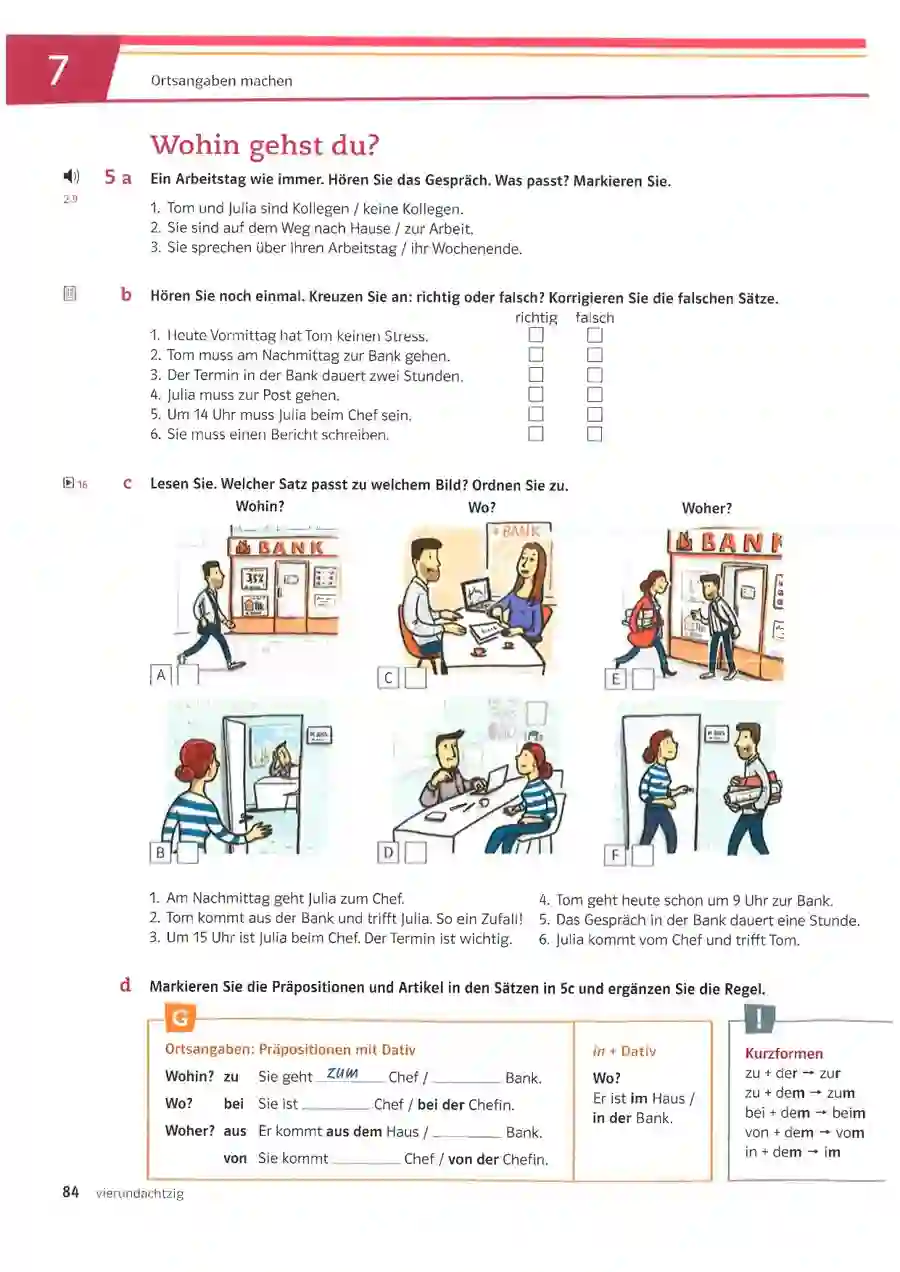 7
Ortsangaben machen
Wohin gehst du?
2.9
5 a Ein Arbeitstag wie immer. Hören Sie das Gespräch. Was passt? Markieren Sie.
1. Tom und Julia sind Kollegen / keine Kollegen.
2. Sie sind auf dem Weg nach Hause / zur Arbeit.
3. Sie sprechen über ihren Arbeitstag / ihr Wochenende.
b Hören Sie noch einmal. Kreuzen Sie an: richtig oder falsch? Korrigieren Sie die falschen Sätze.
richtig falsch
1. Heute Vormittag hat Tom keinen Stress.
2. Tom muss am Nachmittag zur Bank gehen.
3. Der Termin in der Bank dauert zwei Stunden.
4. Julia muss zur Post gehen.
5. Um 14 Uhr muss Julia beim Chef sein.
6. Sie muss einen Bericht schreiben.
16 c Lesen Sie. Welcher Satz passt zu welchem Bild? Ordnen Sie zu.
Wohin? Wo? Woher?
BANK
35%
A
BANK
C
BANK
E
B
D
F
1. Am Nachmittag geht Julia zum Chef.
2. Tom kommt aus der Bank und trifft Julia. So ein Zufall!
3. Um 15 Uhr ist Julia beim Chef. Der Termin ist wichtig.
4. Tom geht heute schon um 9 Uhr zur Bank.
5. Das Gespräch in der Bank dauert eine Stunde.
6. Julia kommt vom Chef und trifft Tom.
d Markieren Sie die Präpositionen und Artikel in den Sätzen in 5c und ergänzen Sie die Regel.
G
Ortsangaben: Präpositionen mit Dativ
Wohin? zu Sie geht zum Chef / ________ Bank.
Wo? bei Sie ist ________ Chef / bei der Chefin.
Woher? aus Er kommt aus dem Haus / ________ Bank.
von Sie kommt ________ Chef / von der Chefin.
in + Dativ
Wo?
Er ist im Haus /
in der Bank.
!
Kurzformen
zu + der → zur
zu + dem → zum
bei + dem → beim
von + dem → vom
in + dem → im
84 vierundachtzig